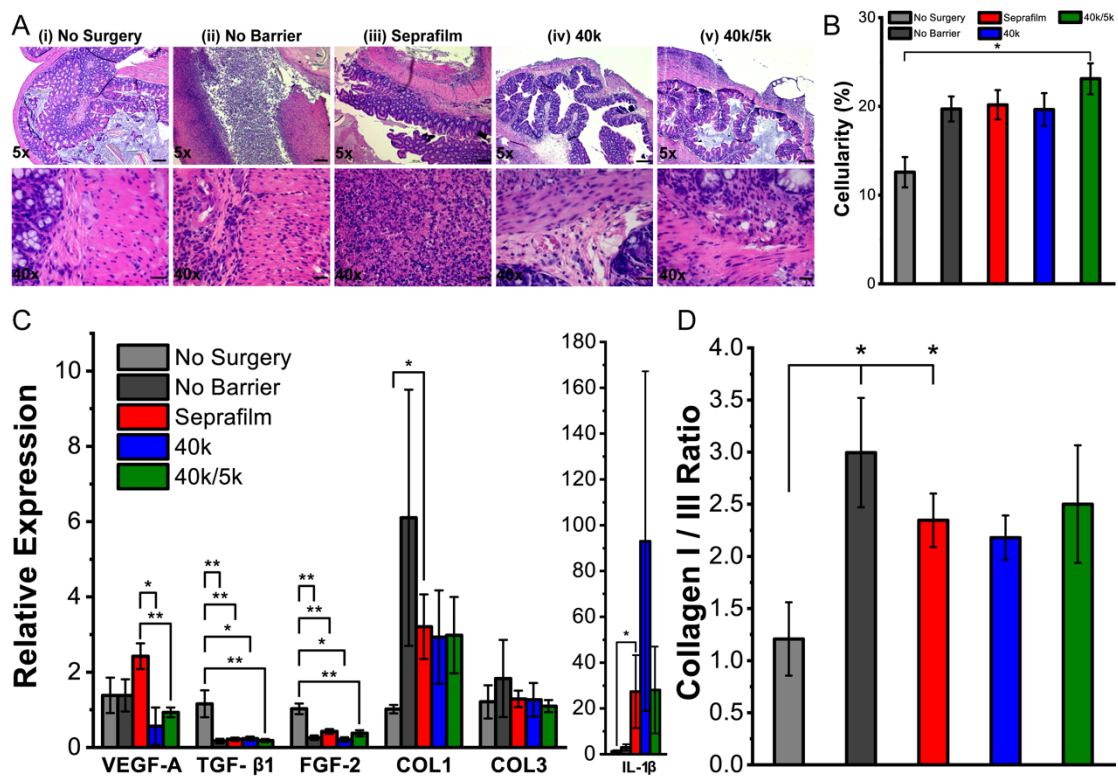 A
(i) No Surgery (ii) No Barrier (iii) Seprafilm (iv) 40k (v) 40k/5k
5x 5x 5x 5x 5x
40x 40x 40x 40x 40x
B
No Surgery Seprafilm 40k/5k
No Barrier 40k
*
30
20
10
0
Cellularity (%)
C
Relative Expression
10
8
6
4
2
0
No Surgery
No Barrier
Seprafilm
40k
40k/5k
*
**
**
**
*
**
**
**
*
**
*
VEGF-A TGF- β1 FGF-2 COL1 COL3
180
160
140
120
100
80
60
40
20
0
*
IL-1β
D
Collagen I / III Ratio
4.0
3.5
3.0
2.5
2.0
1.5
1.0
0.5
0.0
* *